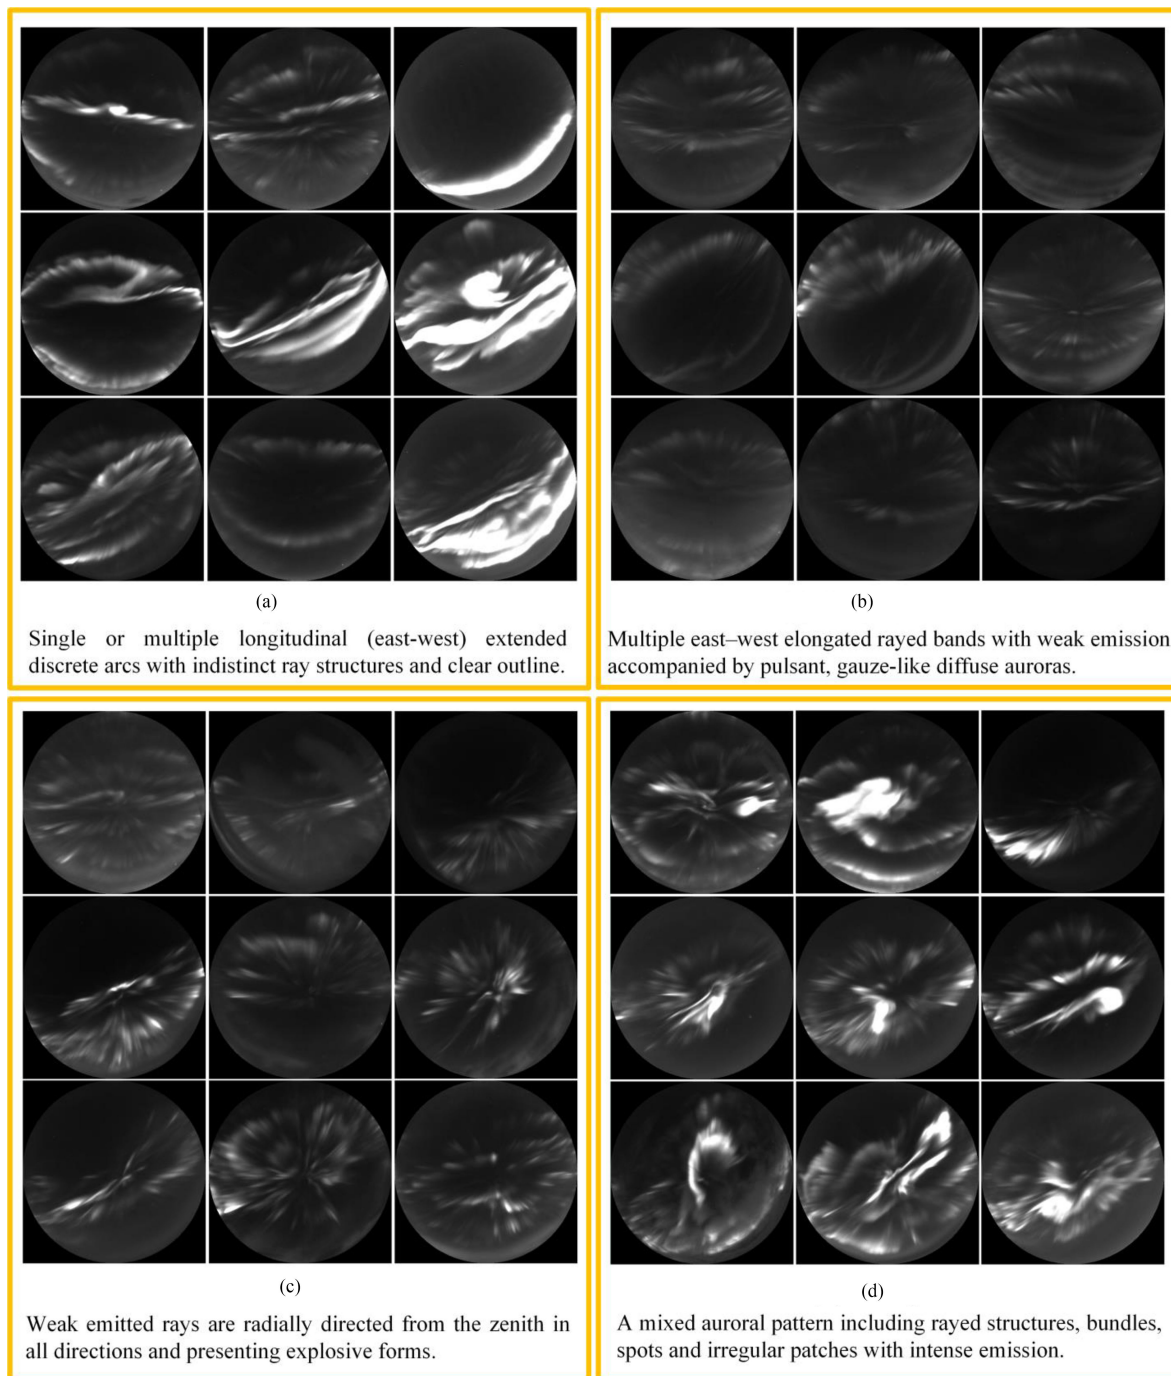 (a)
Single or multiple longitudinal (east-west) extended
discrete arcs with indistinct ray structures and clear outline.
(b)
Multiple east–west elongated rayed bands with weak emission
accompanied by pulsant, gauze-like diffuse auroras.
(c)
Weak emitted rays are radially directed from the zenith in
all directions and presenting explosive forms.
(d)
A mixed auroral pattern including rayed structures, bundles,
spots and irregular patches with intense emission.